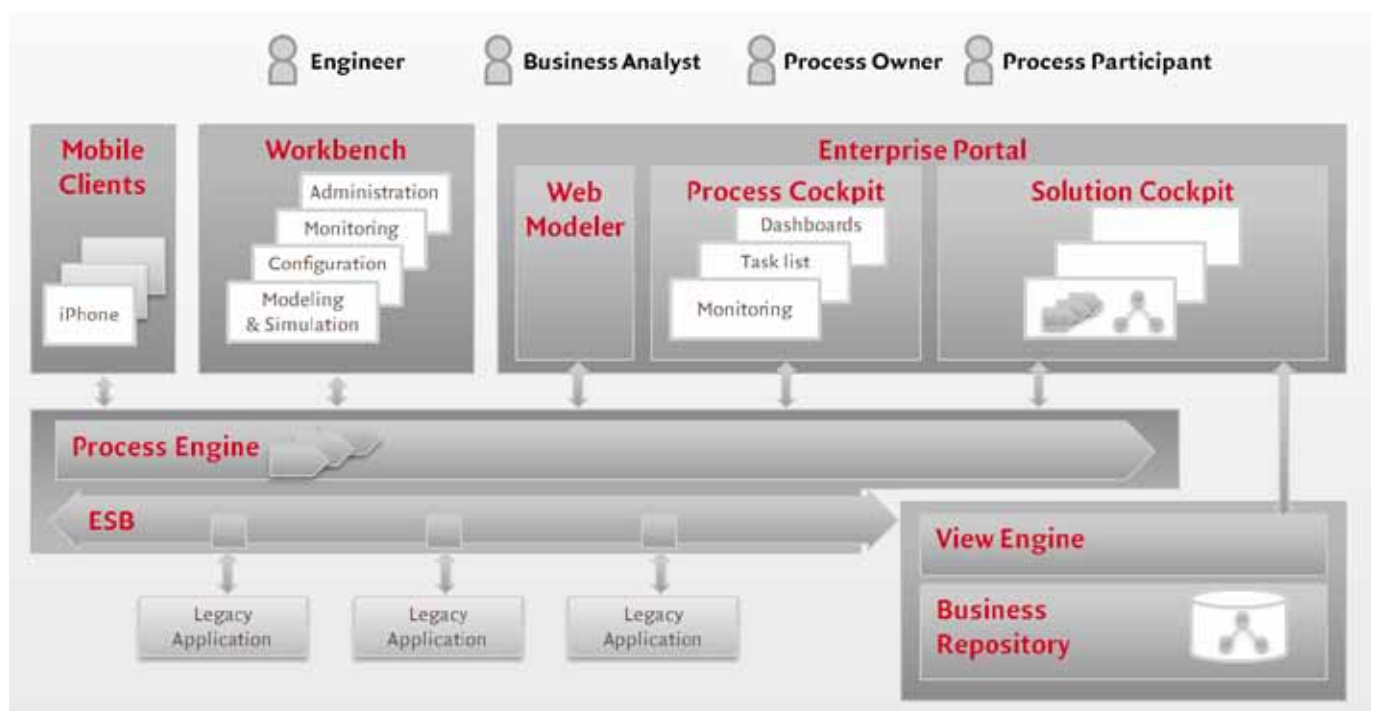 Engineer
Business Analyst
Process Owner
Process Participant
Mobile
Clients
iPhone
Workbench
Administration
Monitoring
Configuration
Modeling
& Simulation
Enterprise Portal
Web
Modeler
Process Cockpit
Dashboards
Task list
Monitoring
Solution Cockpit
Process Engine
ESB
Legacy
Application
Legacy
Application
Legacy
Application
View Engine
Business
Repository